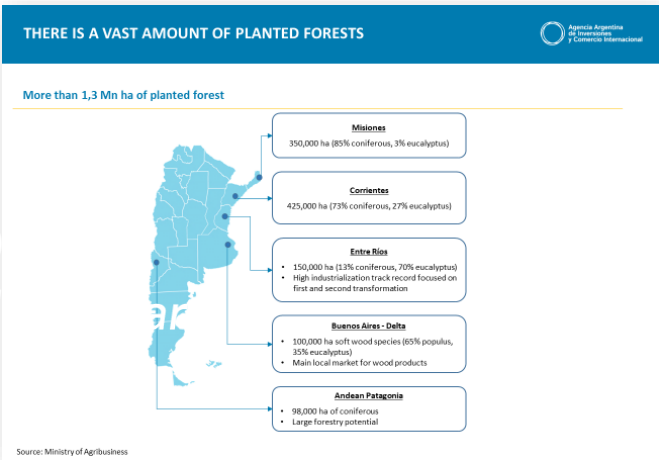 THERE IS A VAST AMOUNT OF PLANTED FORESTS
Agencia Argentina
de Inversiones
y Comercio Internacional
More than 1,3 Mn ha of planted forest
Misiones
350,000 ha (85% coniferous, 3% eucalyptus)
Corrientes
425,000 ha (73% coniferous, 27% eucalyptus)
Entre Ríos
• 150,000 ha (13% coniferous, 70% eucalyptus)
• High industrialization track record focused on
first and second transformation
Buenos Aires - Delta
• 100,000 ha soft wood species (65% populus,
35% eucalyptus)
• Main local market for wood products
Andean Patagonia
• 98,000 ha of coniferous
• Large forestry potential
Source: Ministry of Agribusiness